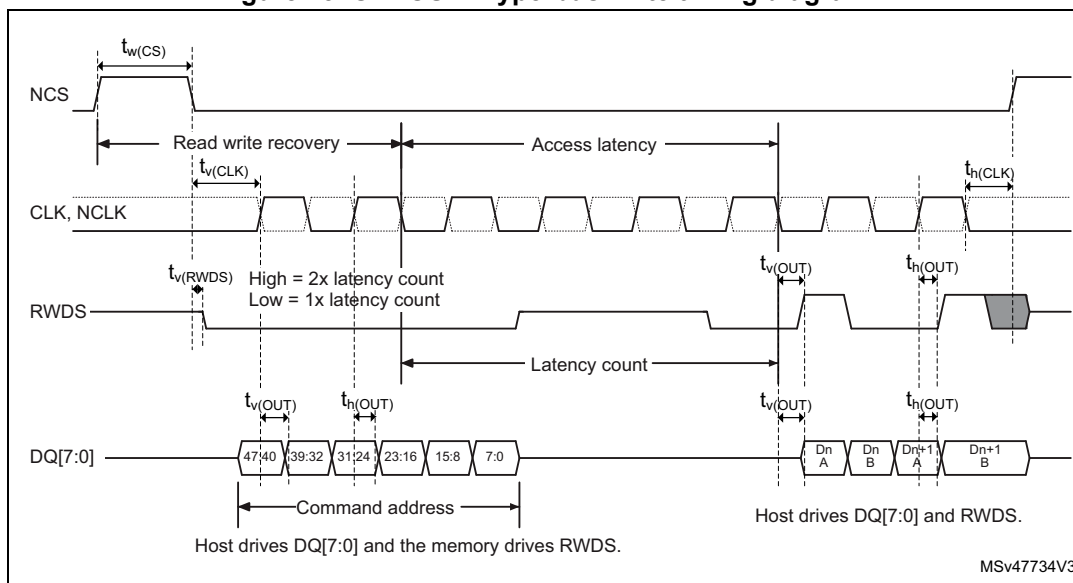 tw(CS)
NCS
Read write recovery
Access latency
tv(CLK)
th(CLK)
CLK, NCLK
tv(RWDS)
High = 2x latency count
Low = 1x latency count
tv(OUT)
th(OUT)
RWDS
Latency count
tv(OUT)
th(OUT)
tv(OUT)
th(OUT)
DQ[7:0]
47:40
39:32
31:24
23:16
15:8
7:0
Dn
A
Dn
B
Dn+1
A
Dn+1
B
Command address
Host drives DQ[7:0] and RWDS.
Host drives DQ[7:0] and the memory drives RWDS.
MSv47734V3